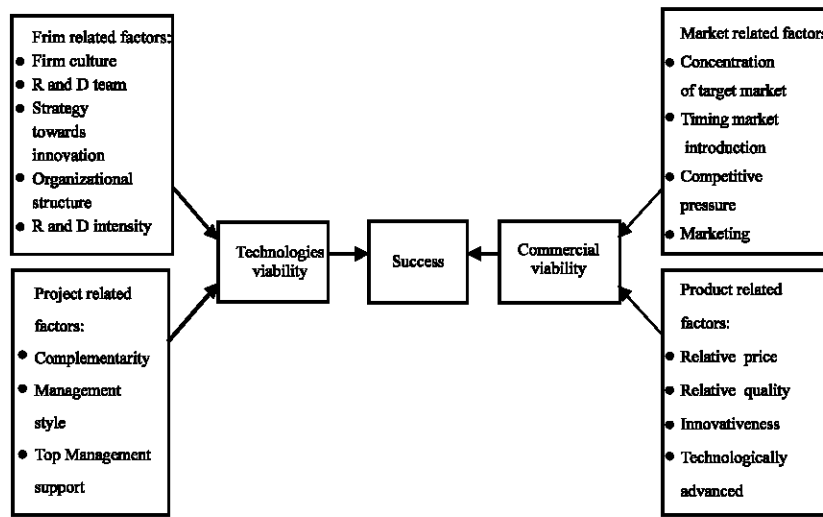 Frim related factors:
● Firm culture
● R and D team
● Strategy
towards
innovation
● Organizational
structure
● R and D intensity
Project related
factors:
● Complementarity
● Management
style
● Top Management
support
Technologies
viability
Success
Commercial
viability
Market related factors
● Concentration
of target market
● Timing market
introduction
● Competitive
pressure
● Marketing
Product related
factors:
● Relative price
● Relative quality
● Innovativeness
● Technologically
advanced